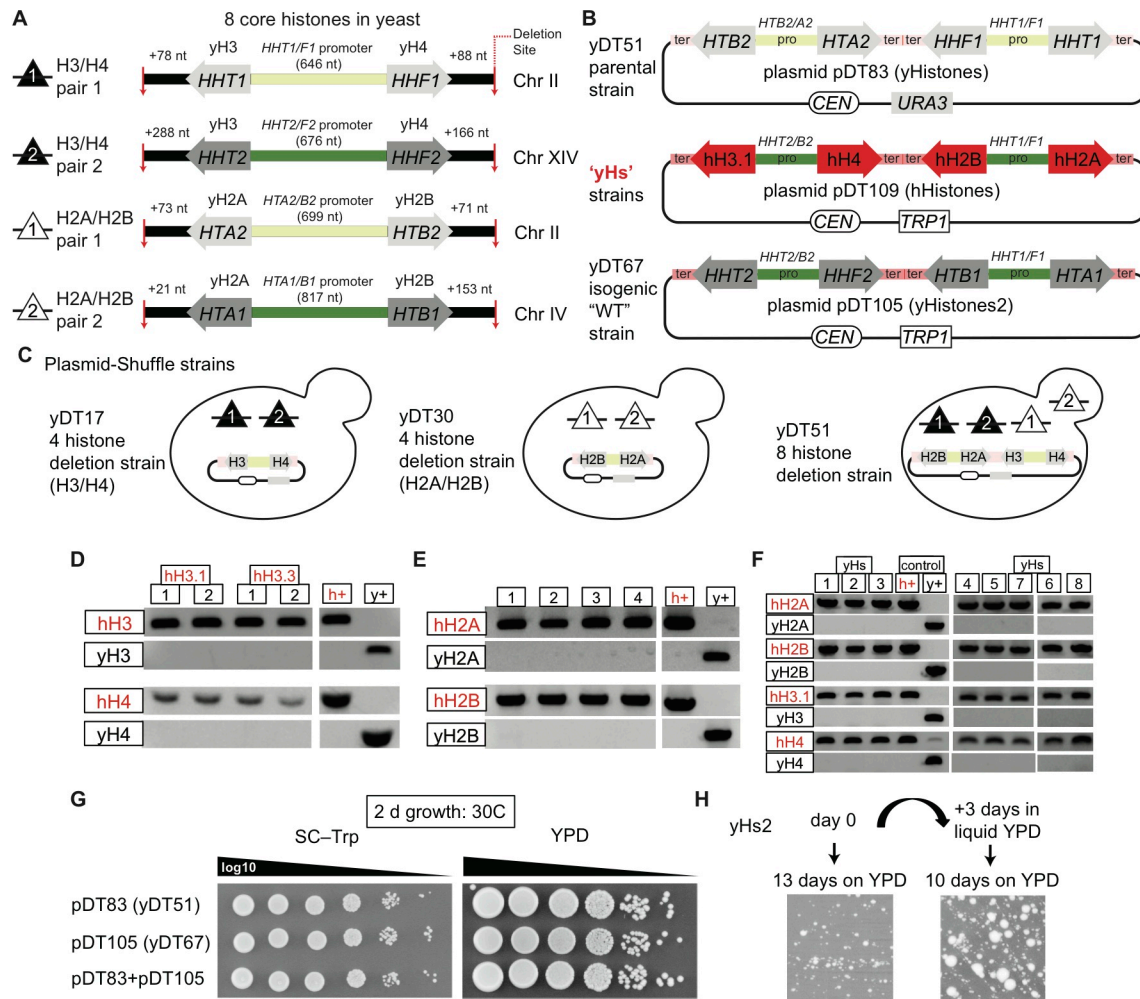 A
8 core histones in yeast
Deletion
Site
+78 nt
yH3
HHT1/F1 promoter
(646 nt)
yH4
+88 nt
1
H3/H4
pair 1
HHT1
HHF1
Chr II
+288 nt
yH3
HHT2/F2 promoter
(676 nt)
yH4
+166 nt
2
H3/H4
pair 2
HHT2
HHF2
Chr XIV
+73 nt
yH2A
HTA2/B2 promoter
(699 nt)
yH2B
+71 nt
1
H2A/H2B
pair 1
HTA2
HTB2
Chr II
+21 nt
yH2A
HTA1/B1 promoter
(817 nt)
yH2B
+153 nt
2
H2A/H2B
pair 2
HTA1
HTB1
Chr IV
B
yDT51
parental
strain
HTB2/A2
HHT1/F1
ter HTB2 pro HTA2 ter ter HHF1 pro HHT1 ter
plasmid pDT83 (yHistones)
CEN URA3
'yHs'
strains
HHT2/B2
HHT1/F1
ter hH3.1 pro hH4 ter ter hH2B pro hH2A ter
plasmid pDT109 (hHistones)
CEN TRP1
yDT67
isogenic
"WT"
strain
HHT2/B2
HHT1/F1
ter HHT2 pro HHF2 ter ter HTB1 pro HTA1 ter
plasmid pDT105 (yHistones2)
CEN TRP1
C
Plasmid-Shuffle strains
yDT17
4 histone
deletion strain
(H3/H4)
1 2
H3 H4
yDT30
4 histone
deletion strain
(H2A/H2B)
1 2
H2B H2A
yDT51
8 histone
deletion strain
1 2 1 2
H2B H2A H3 H4
D
hH3.1 hH3.3
1 2 1 2 h+ y+
hH3
yH3
hH4
yH4
E
1 2 3 4 h+ y+
hH2A
yH2A
hH2B
yH2B
F
yHs control yHs
1 2 3 h+ y+ 4 5 7 6 8
hH2A
yH2A
hH2B
yH2B
hH3.1
yH3
hH4
yH4
G
2 d growth: 30C
SC–Trp YPD
log10
pDT83 (yDT51)
pDT105 (yDT67)
pDT83+pDT105
H
yHs2
day 0
+3 days in
liquid YPD
13 days on YPD
10 days on YPD